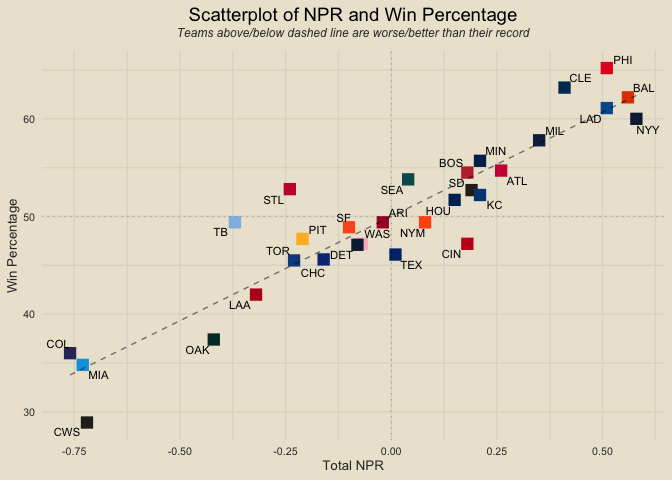 Scatterplot of NPR and Win Percentage
Teams above/below dashed line are worse/better than their record
PHI
CLE
BAL
60
LAD
NYY
MIL
MIN
BOS
ATL
SD
SEA
STL
KC
50
ARI
HOU
TB
PIT
SF
WAS
NYM
TOR
DET
CIN
CHC
TEX
LAA
40
OAK
COL
MIA
30
CWS
-0.75
-0.50
-0.25
0.00
0.25
0.50
Total NPR
Win Percentage